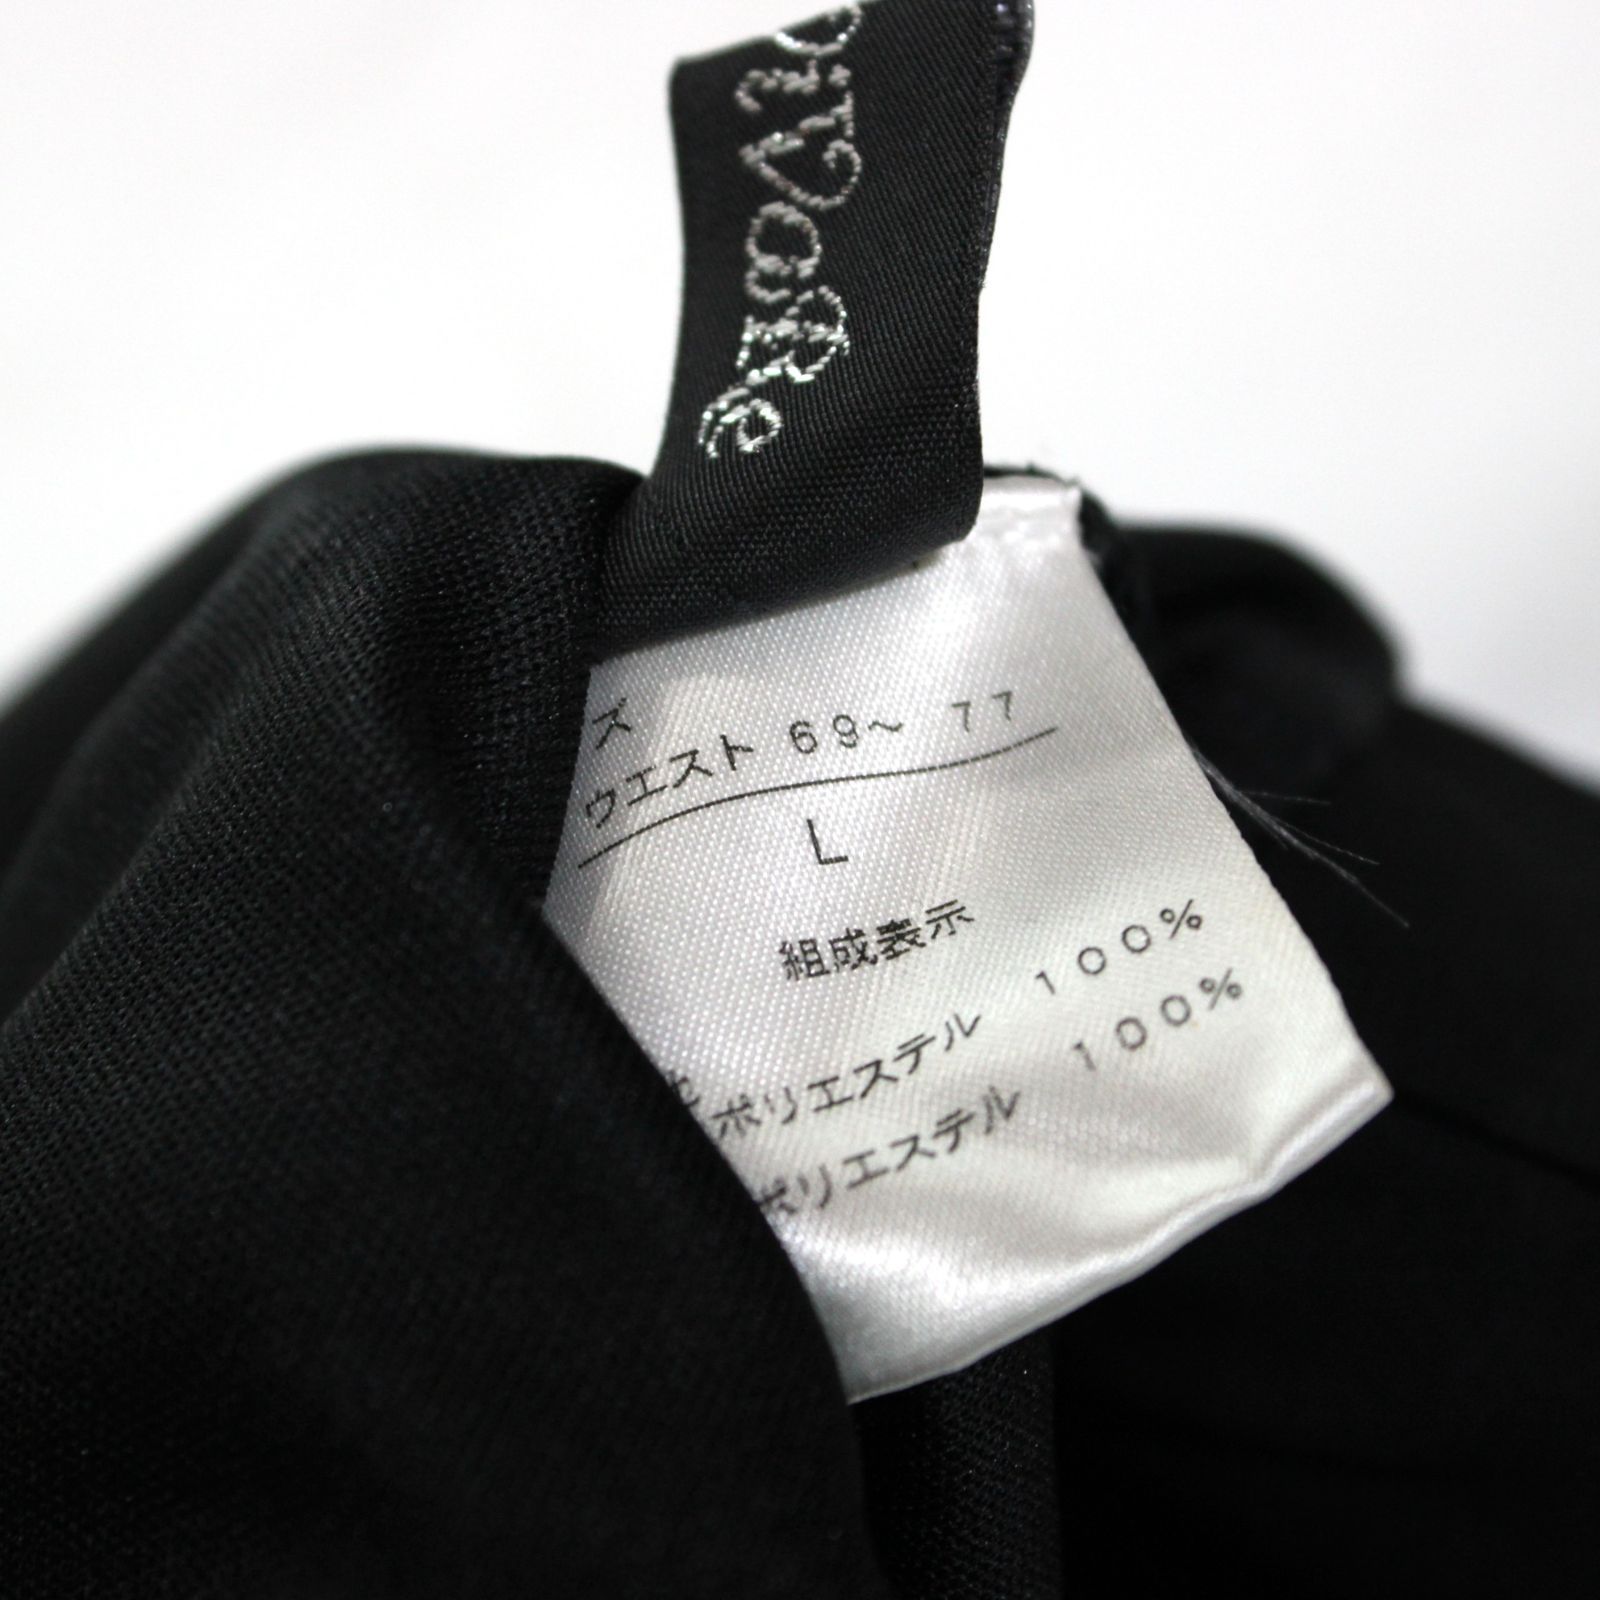 ズ
ウエスト 69~ 77
L
組成表示
ポリエステル 100%
ポリエステル 100%